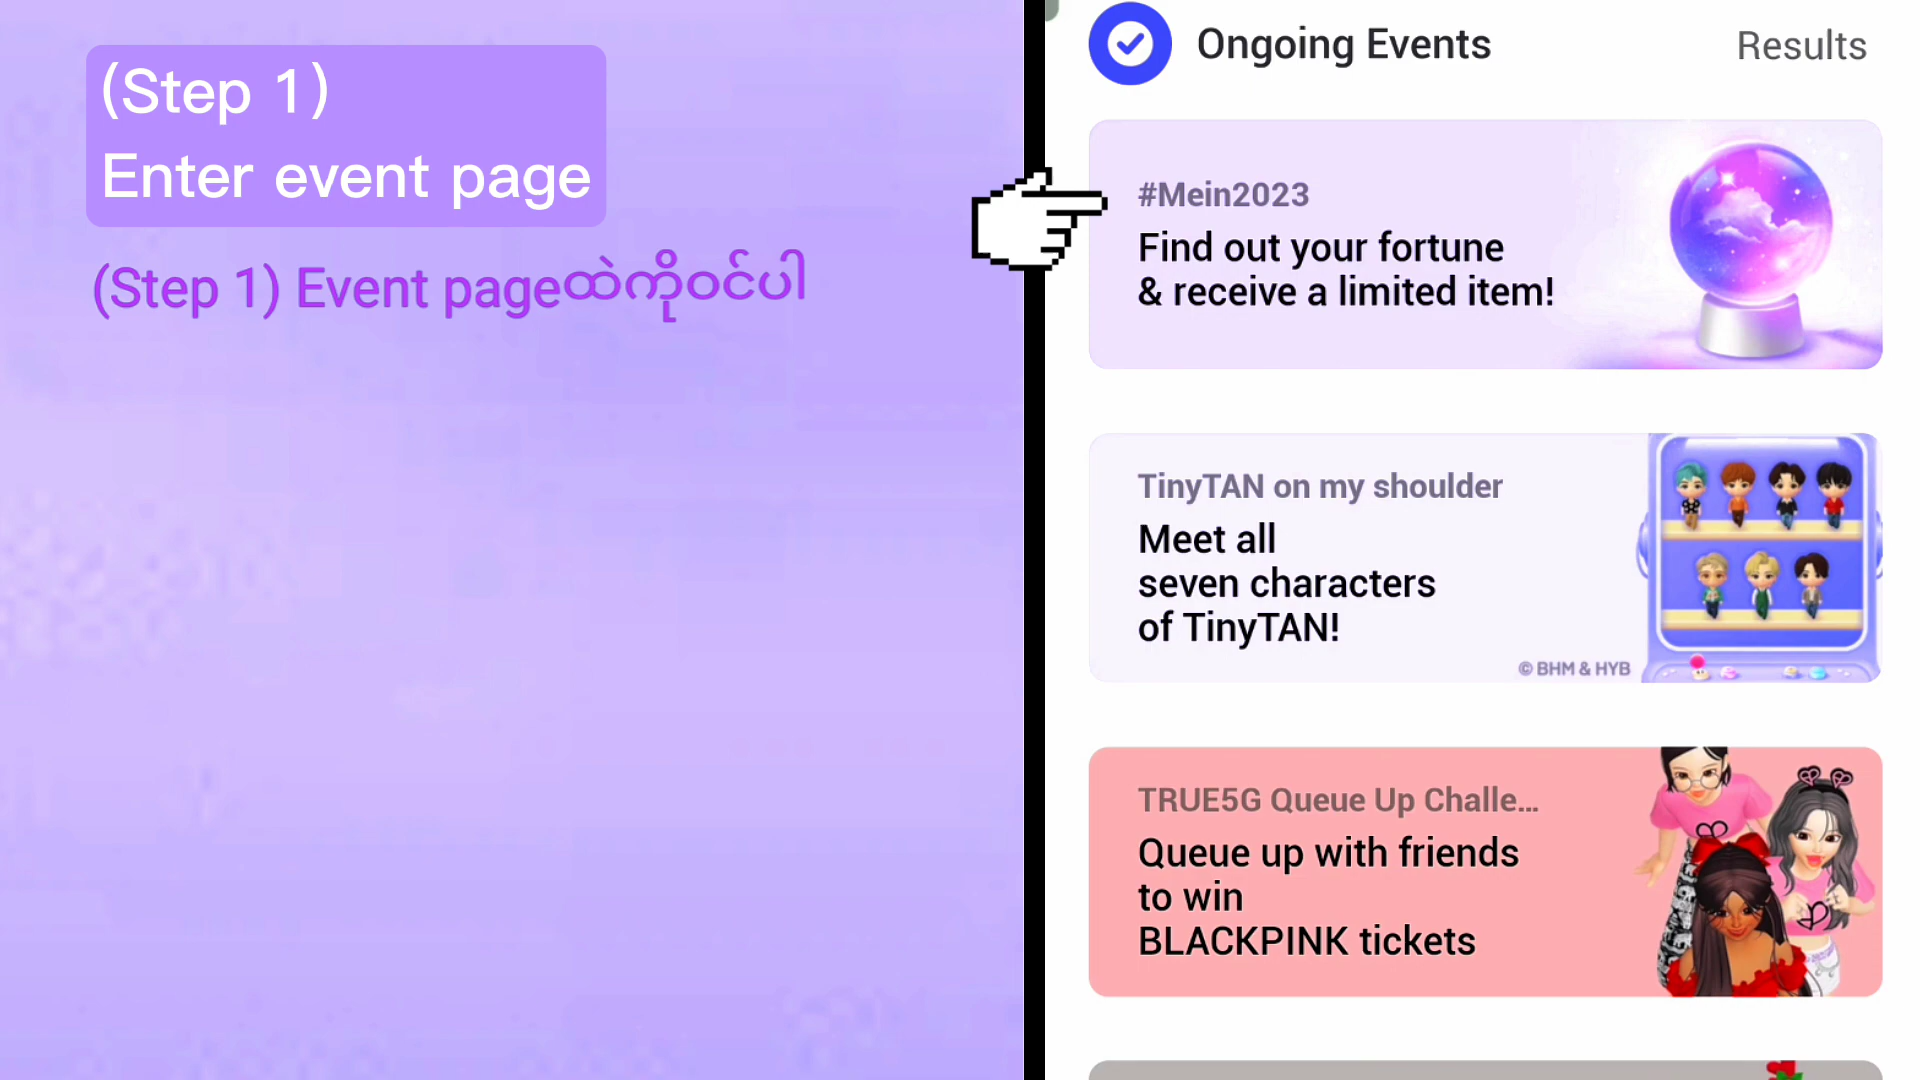 (Step 1)
Enter event page
(Step 1) Event pageထဲကိုဝင်ပါ
Ongoing Events
Results
#Mein2023
Find out your fortune
& receive a limited item!
TinyTAN on my shoulder
Meet all
seven characters
of TinyTAN!
© BHM & HYB
TRUE5G Queue Up Challe...
Queue up with friends
to win
BLACKPINK tickets